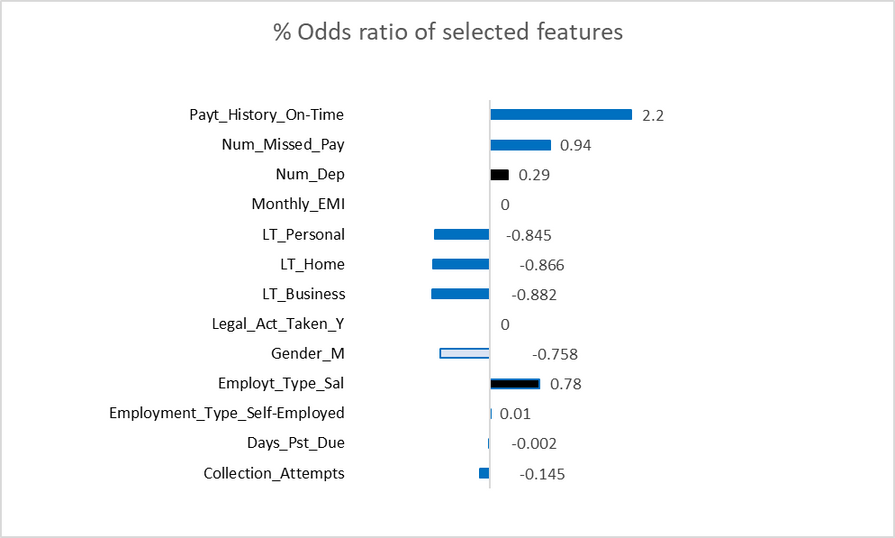 % Odds ratio of selected features
Payt_History_On-Time 2.2
Num_Missed_Pay 0.94
Num_Dep 0.29
Monthly_EMI 0
LT_Personal -0.845
LT_Home -0.866
LT_Business -0.882
Legal_Act_Taken_Y 0
Gender_M -0.758
Employt_Type_Sal 0.78
Employment_Type_Self-Employed 0.01
Days_Pst_Due -0.002
Collection_Attempts -0.145